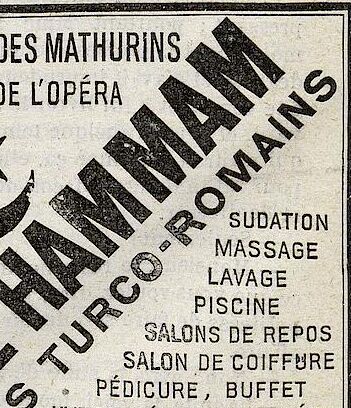 DES MATHURINS
DE L'OPÉRA
HAMMAM
TURCO-ROMAINS
SUDATION
MASSAGE
LAVAGE
PISCINE
SALONS DE REPOS
SALON DE COIFFURE
PÉDICURE, BUFFET